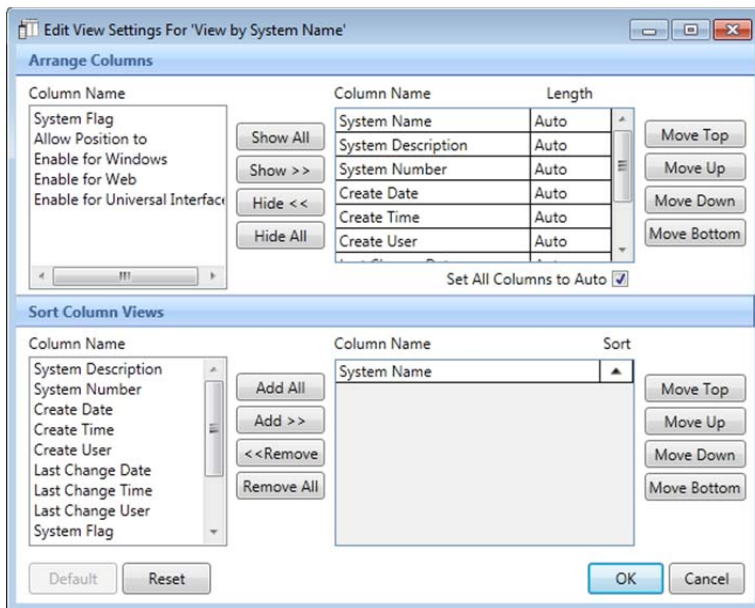 Edit View Settings For 'View by System Name'
Arrange Columns
Column Name
System Flag
Allow Position to
Enable for Windows
Enable for Web
Enable for Universal Interface
Show All
Show >>
Hide <<
Hide All
Column Name Length
System Name Auto
System Description Auto
System Number Auto
Create Date Auto
Create Time Auto
Create User Auto
Move Top
Move Up
Move Down
Move Bottom
Set All Columns to Auto
Sort Column Views
Column Name
System Description
System Number
Create Date
Create Time
Create User
Last Change Date
Last Change Time
Last Change User
System Flag
Add All
Add >>
<<Remove
Remove All
Column Name Sort
System Name
Move Top
Move Up
Move Down
Move Bottom
Default Reset OK Cancel